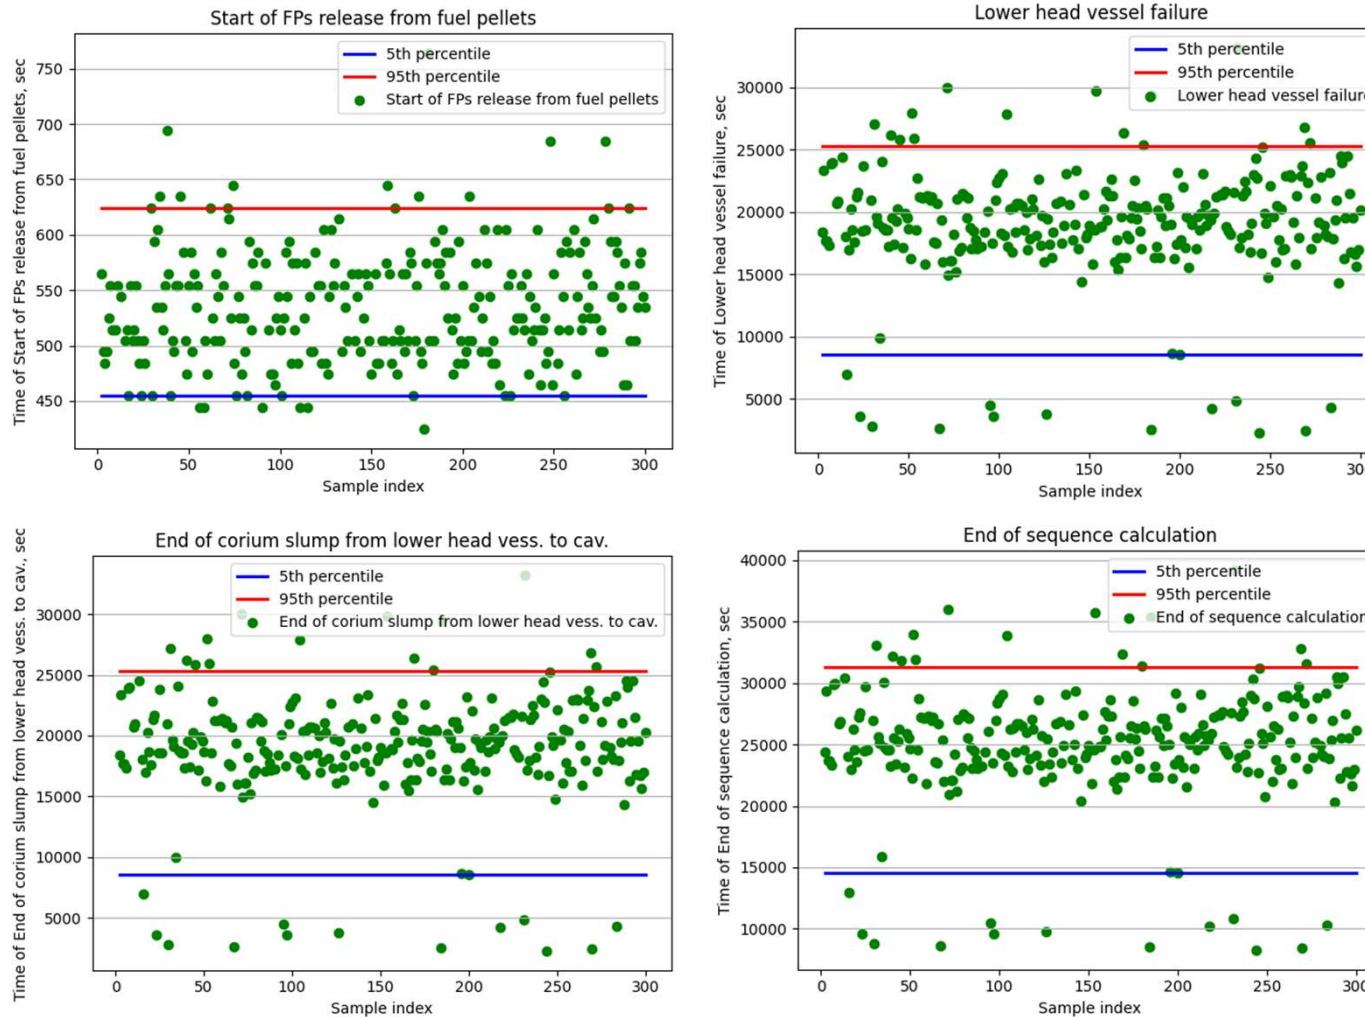 Start of FPs release from fuel pellets
Time of Start of FPs release from fuel pellets, sec
750
700
650
600
550
500
450
5th percentile
95th percentile
Start of FPs release from fuel pellets
0 50 100 150 200 250 300
Sample index
Lower head vessel failure
Time of Lower head vessel failure, sec
30000
25000
20000
15000
10000
5000
5th percentile
95th percentile
Lower head vessel failure
0 50 100 150 200 250 300
Sample index
End of corium slump from lower head vess. to cav.
Time of End of corium slump from lower head vess. to cav., sec
30000
25000
20000
15000
10000
5000
5th percentile
95th percentile
End of corium slump from lower head vess. to cav.
0 50 100 150 200 250 300
Sample index
End of sequence calculation
Time of End of sequence calculation, sec
40000
35000
30000
25000
20000
15000
10000
5th percentile
95th percentile
End of sequence calculation
0 50 100 150 200 250 300
Sample index